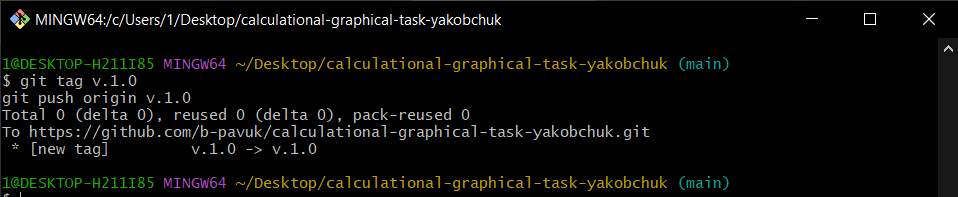 MINGW64:/c/Users/1/Desktop/calculational-graphical-task-yakobchuk
1@DESKTOP-H211I85 MINGW64 ~/Desktop/calculational-graphical-task-yakobchuk (main)
$ git tag v.1.0
git push origin v.1.0
Total 0 (delta 0), reused 0 (delta 0), pack-reused 0
To https://github.com/b-pavuk/calculational-graphical-task-yakobchuk.git
 * [new tag]         v.1.0 -> v.1.0
1@DESKTOP-H211I85 MINGW64 ~/Desktop/calculational-graphical-task-yakobchuk (main)
$